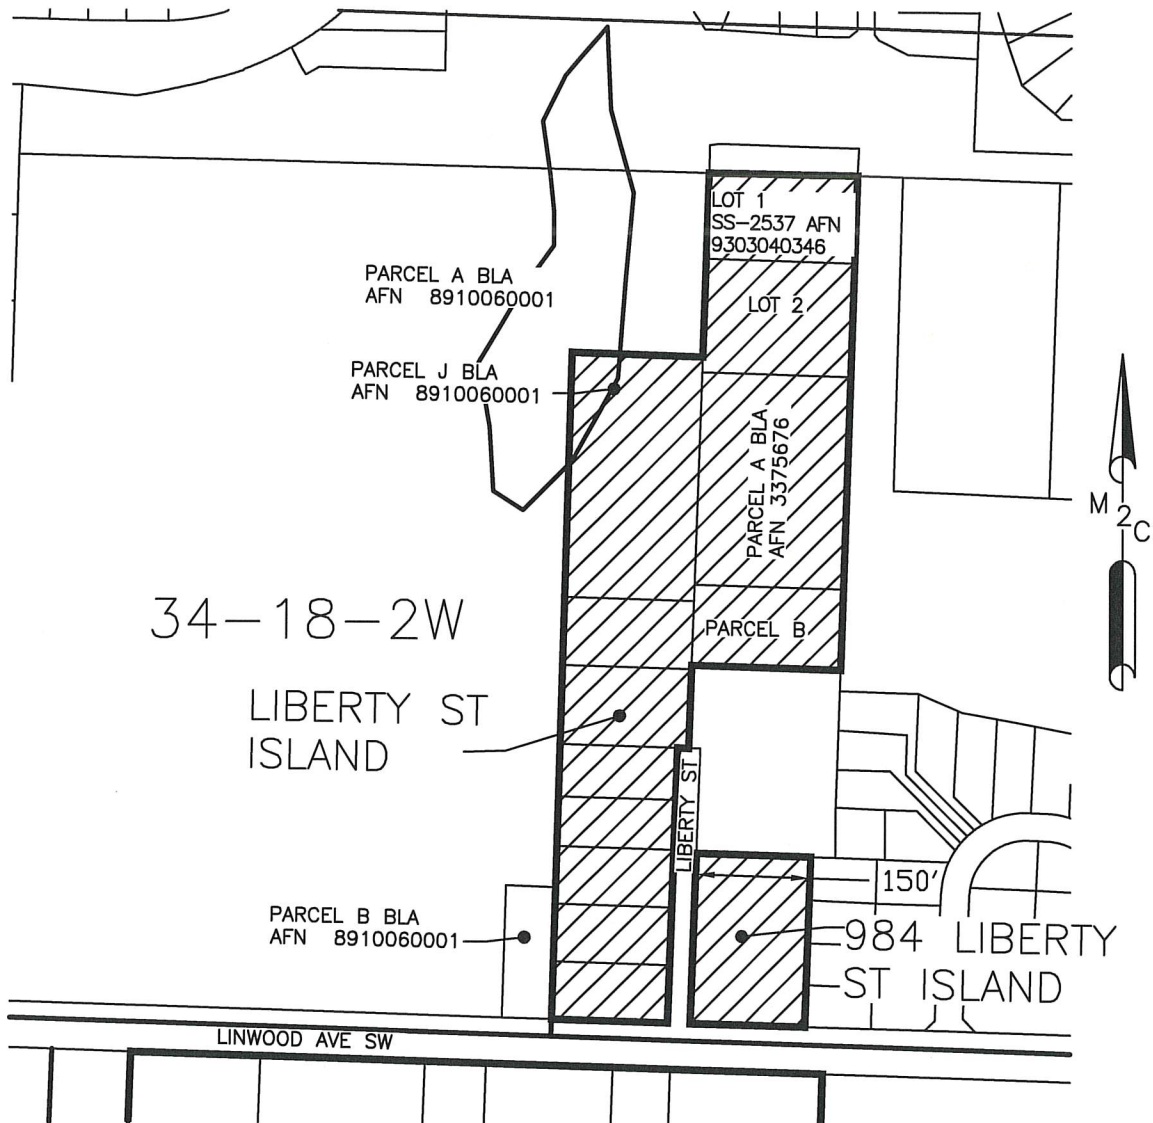 LOT 1
SS-2537 AFN
9303040346
PARCEL A BLA
AFN 8910060001
LOT 2
PARCEL J BLA
AFN 8910060001
PARCEL A BLA
AFN 3375676
M
2
C
34-18-2W
PARCEL B
LIBERTY ST
ISLAND
LIBERTY ST
150'
PARCEL B BLA
AFN 8910060001
984 LIBERTY
ST ISLAND
LINWOOD AVE SW